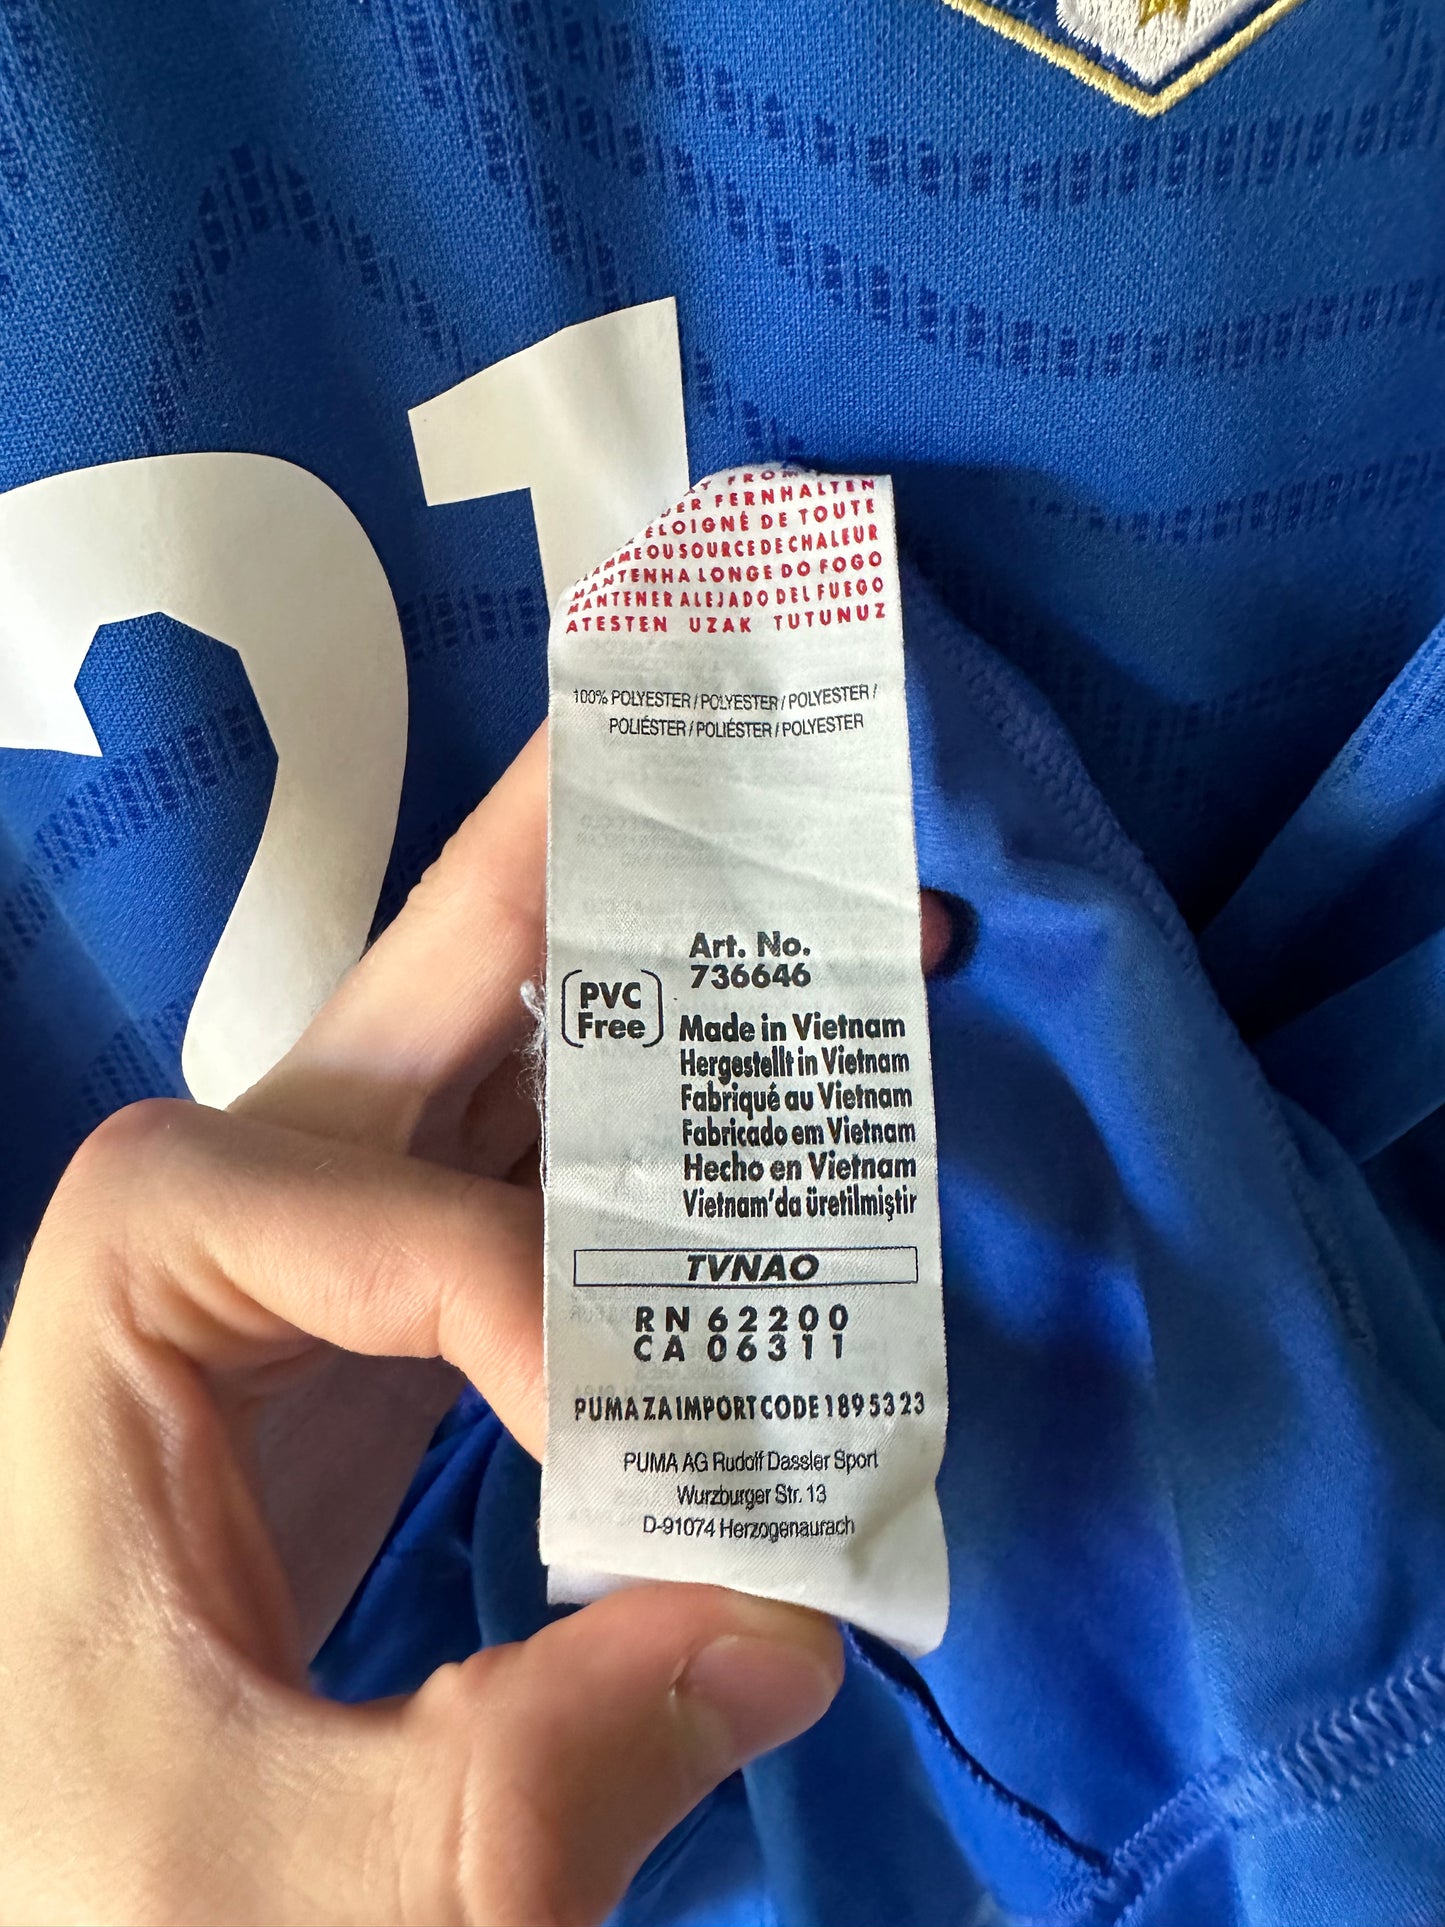 21
FROM
FERNHALTEN
ELOIGNÉ DE TOUTE
OU SOURCE DE CHALEUR
MANTENHA LONGE DO FOGO
MANTENER ALEJADO DEL FUEGO
ATESTEN UZAK TUTUNUZ
100% POLYESTER / POLYESTER / POLYESTER /
POLIÉSTER / POLIÉSTER / POLYESTER
Art. No.
736646
PVC
Free
Made in Vietnam
Hergestellt in Vietnam
Fabriqué au Vietnam
Fabricado em Vietnam
Hecho en Vietnam
Vietnam'da üretilmiştir
TVNAO
RN 62200
CA 06311
PUMA ZA IMPORT CODE 1895323
PUMA AG Rudolf Dassler Sport
Wurzburger Str. 13
D-91074 Herzogenaurach